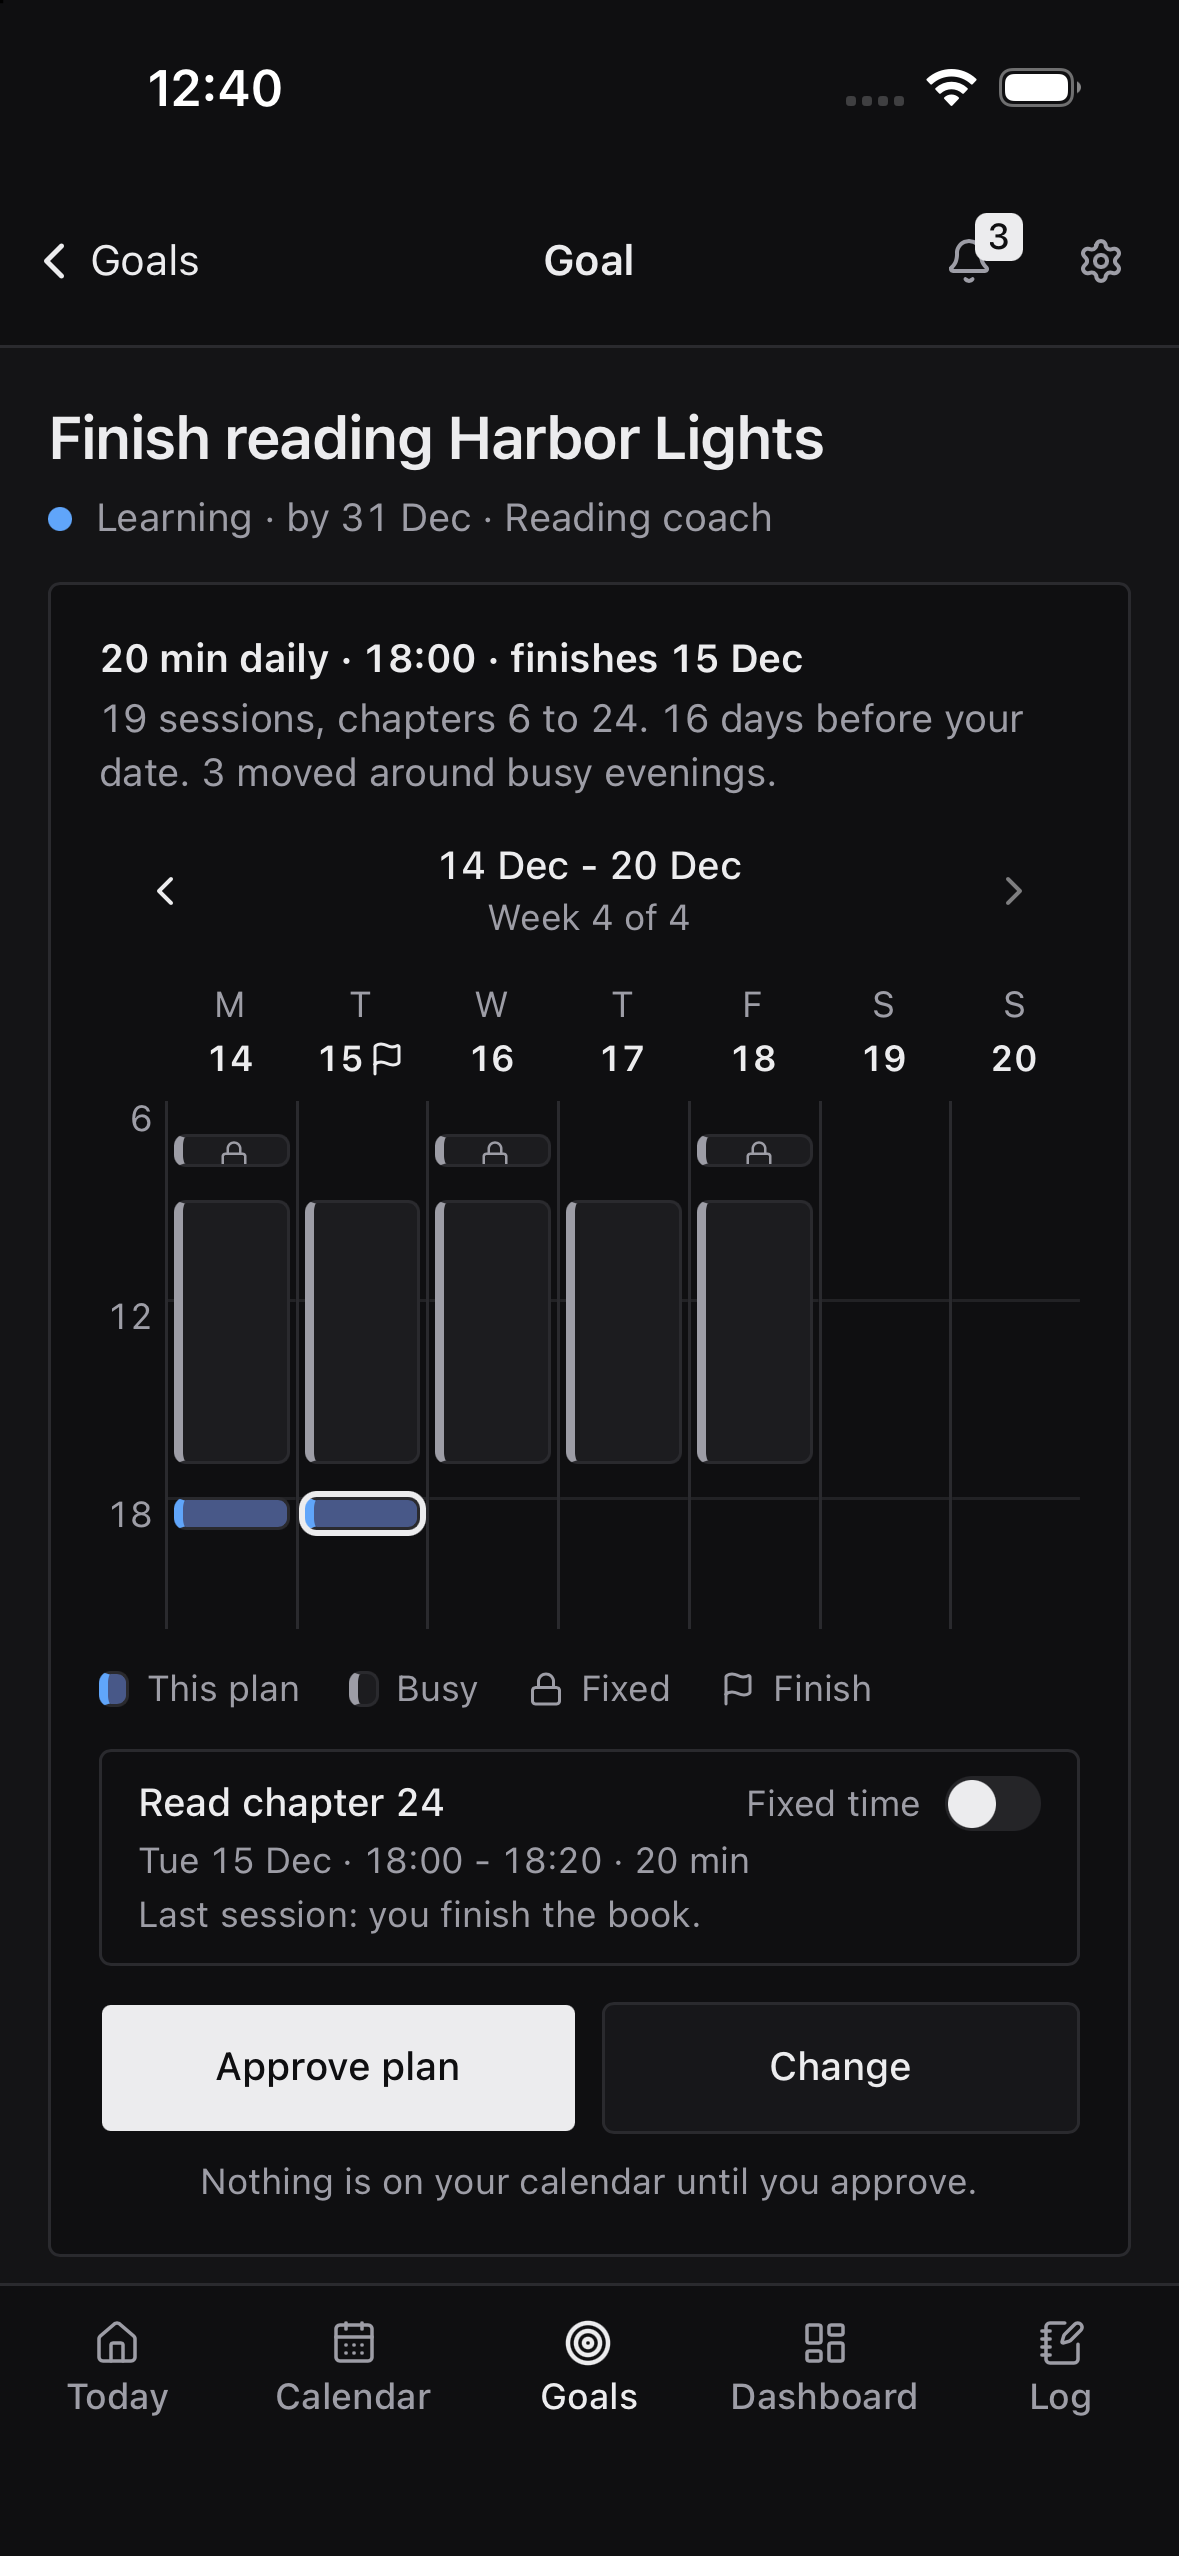 12:40
Goals
Goal
3
Finish reading Harbor Lights
Learning · by 31 Dec · Reading coach
20 min daily · 18:00 · finishes 15 Dec
19 sessions, chapters 6 to 24. 16 days before your
date. 3 moved around busy evenings.
14 Dec - 20 Dec
Week 4 of 4
M T W T F S S
14 15 16 17 18 19 20
6
12
18
This plan Busy Fixed Finish
Read chapter 24
Fixed time
Tue 15 Dec · 18:00 - 18:20 · 20 min
Last session: you finish the book.
Approve plan
Change
Nothing is on your calendar until you approve.
Today Calendar Goals Dashboard Log